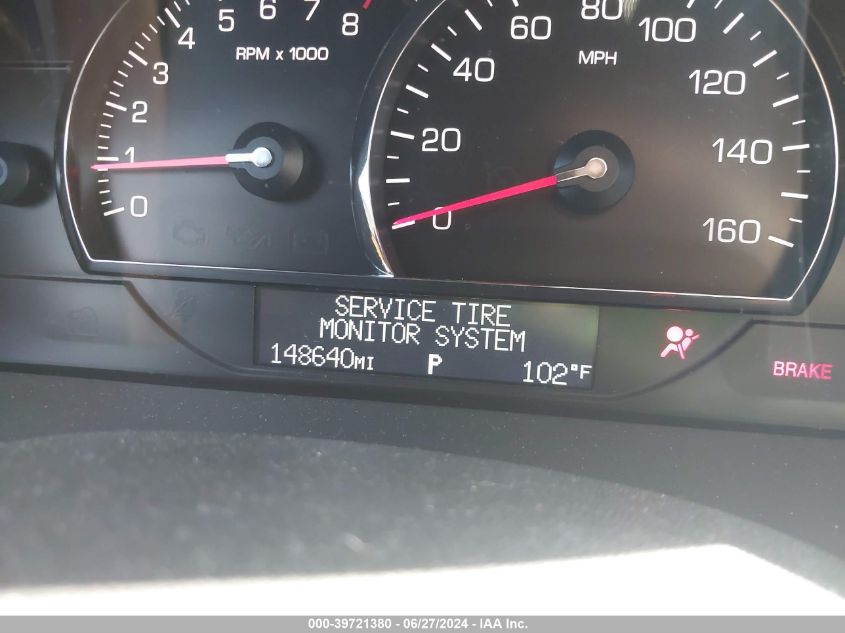 5 6 7 8
4
3
2
1
0
RPM x 1000
80
60 100
40 120
20 140
0 160
MPH
SERVICE TIRE
MONITOR SYSTEM
148640MI P 102°F
BRAKE
000-39721380 - 06/27/2024 - IAA Inc.